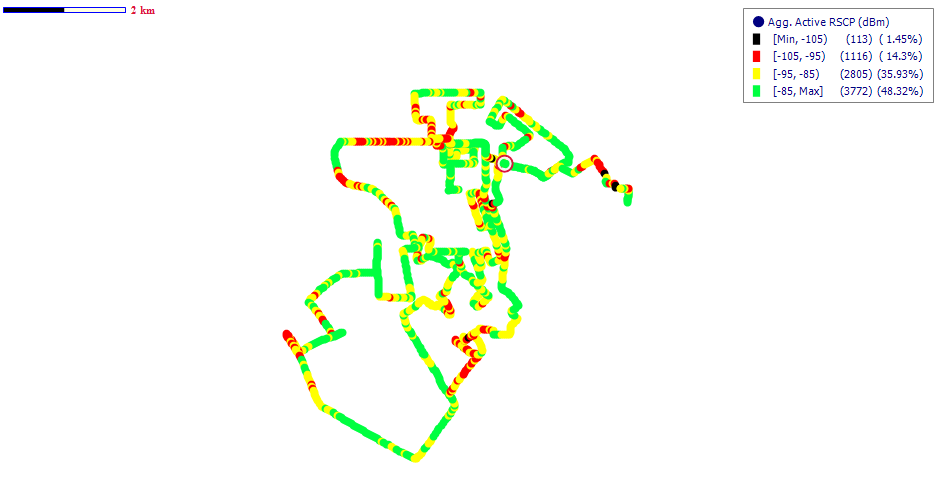 2 km
Agg. Active RSCP (dBm)
[Min, -105) (113) ( 1.45%)
[-105, -95) (1116) ( 14.3%)
[-95, -85) (2805) (35.93%)
[-85, Max] (3772) (48.32%)